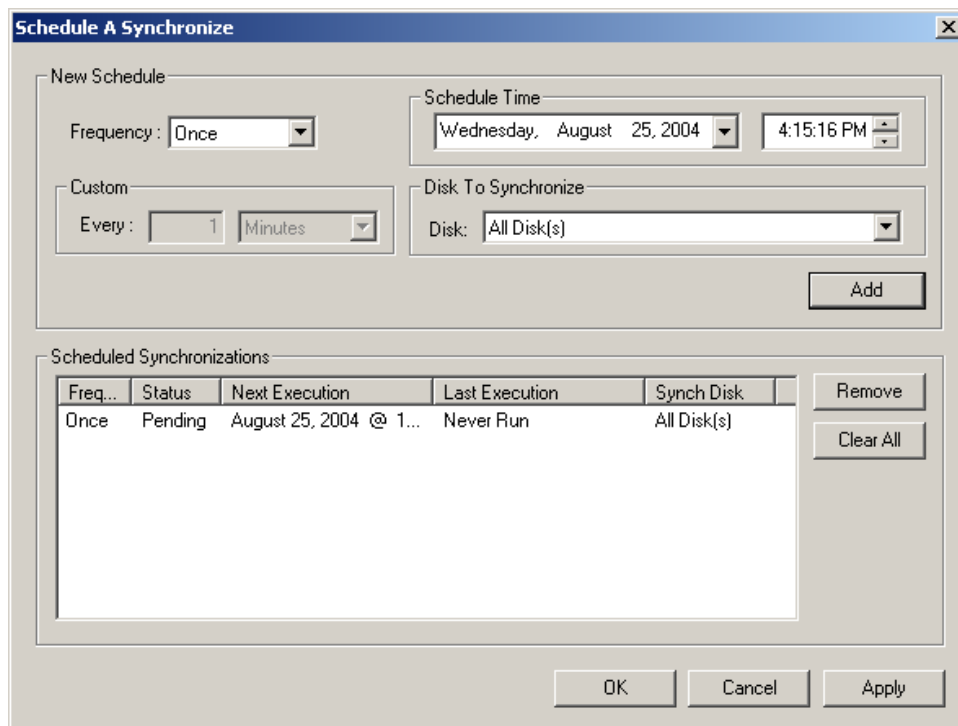 Schedule A Synchronize
New Schedule
Frequency : Once
Schedule Time
Wednesday, August 25, 2004 4:15:16 PM
Custom
Every : 1 Minutes
Disk To Synchronize
Disk: All Disk(s)
Add
Scheduled Synchronizations
Freq... Status Next Execution Last Execution Synch Disk
Once Pending August 25, 2004 @ 1... Never Run All Disk(s)
Remove
Clear All
OK Cancel Apply